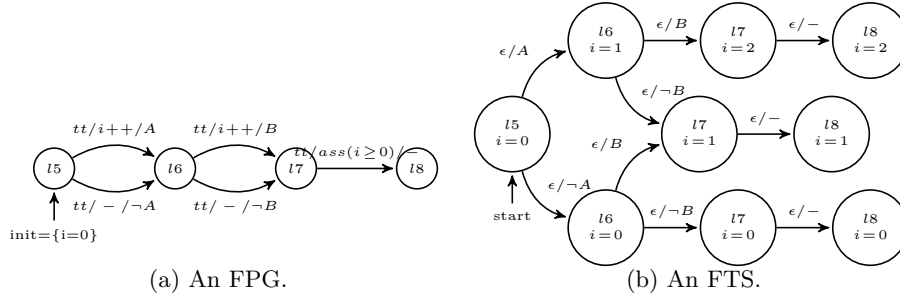 tt/i++/A
tt/i++/B
tt/ass(i≥0)/−
l5
l6
l7
l8
tt/ − /¬A
tt/ − /¬B
init={i=0}
(a) An FPG.
l6
i=1
ϵ/B
l7
i=2
ϵ/−
l8
i=2
ϵ/A
ϵ/¬B
l5
i=0
l7
i=1
ϵ/−
l8
i=1
ϵ/B
ϵ/¬A
start
l6
i=0
ϵ/¬B
l7
i=0
ϵ/−
l8
i=0
(b) An FTS.